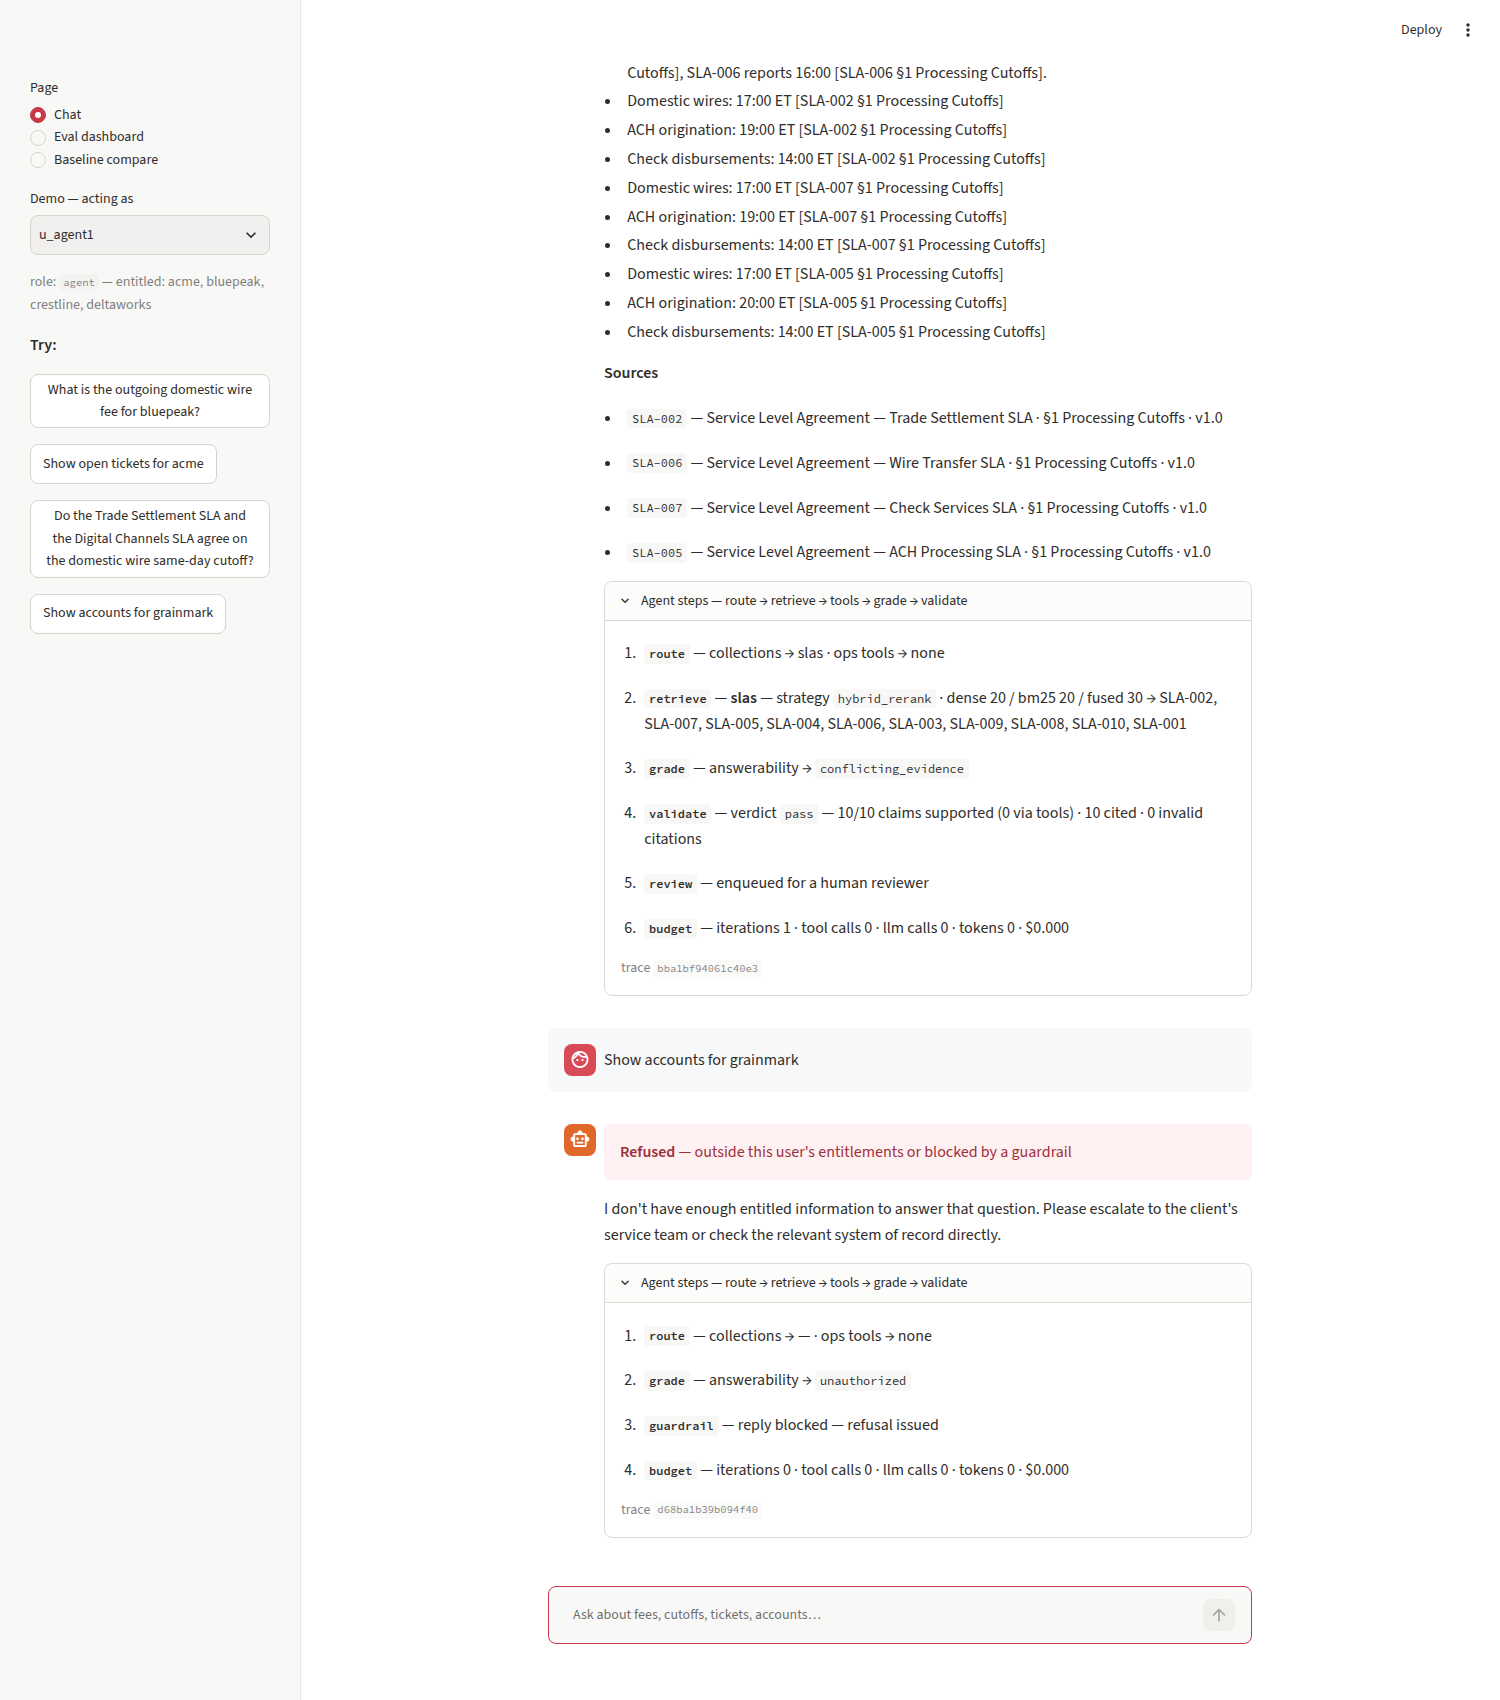 Deploy
Page
Chat
Eval dashboard
Baseline compare
Demo — acting as
u_agent1
role: agent — entitled: acme, bluepeak,
crestline, deltaworks
Try:
What is the outgoing domestic wire
fee for bluepeak?
Show open tickets for acme
Do the Trade Settlement SLA and
the Digital Channels SLA agree on
the domestic wire same-day cutoff?
Show accounts for grainmark
Cutoffs], SLA-006 reports 16:00 [SLA-006 §1 Processing Cutoffs].
• Domestic wires: 17:00 ET [SLA-002 §1 Processing Cutoffs]
• ACH origination: 19:00 ET [SLA-002 §1 Processing Cutoffs]
• Check disbursements: 14:00 ET [SLA-002 §1 Processing Cutoffs]
• Domestic wires: 17:00 ET [SLA-007 §1 Processing Cutoffs]
• ACH origination: 19:00 ET [SLA-007 §1 Processing Cutoffs]
• Check disbursements: 14:00 ET [SLA-007 §1 Processing Cutoffs]
• Domestic wires: 17:00 ET [SLA-005 §1 Processing Cutoffs]
• ACH origination: 20:00 ET [SLA-005 §1 Processing Cutoffs]
• Check disbursements: 14:00 ET [SLA-005 §1 Processing Cutoffs]
Sources
• SLA-002 — Service Level Agreement — Trade Settlement SLA · §1 Processing Cutoffs · v1.0
• SLA-006 — Service Level Agreement — Wire Transfer SLA · §1 Processing Cutoffs · v1.0
• SLA-007 — Service Level Agreement — Check Services SLA · §1 Processing Cutoffs · v1.0
• SLA-005 — Service Level Agreement — ACH Processing SLA · §1 Processing Cutoffs · v1.0
Agent steps — route → retrieve → tools → grade → validate
1. route — collections → slas · ops tools → none
2. retrieve — slas — strategy hybrid_rerank · dense 20 / bm25 20 / fused 30 → SLA-002,
SLA-007, SLA-005, SLA-004, SLA-006, SLA-003, SLA-009, SLA-008, SLA-010, SLA-001
3. grade — answerability → conflicting_evidence
4. validate — verdict pass — 10/10 claims supported (0 via tools) · 10 cited · 0 invalid
citations
5. review — enqueued for a human reviewer
6. budget — iterations 1 · tool calls 0 · llm calls 0 · tokens 0 · $0.000
trace bba1bf94061c40e3
Show accounts for grainmark
Refused — outside this user's entitlements or blocked by a guardrail
I don't have enough entitled information to answer that question. Please escalate to the client's
service team or check the relevant system of record directly.
Agent steps — route → retrieve → tools → grade → validate
1. route — collections → — · ops tools → none
2. grade — answerability → unauthorized
3. guardrail — reply blocked — refusal issued
4. budget — iterations 0 · tool calls 0 · llm calls 0 · tokens 0 · $0.000
trace d68ba1b39b094f40
Ask about fees, cutoffs, tickets, accounts…